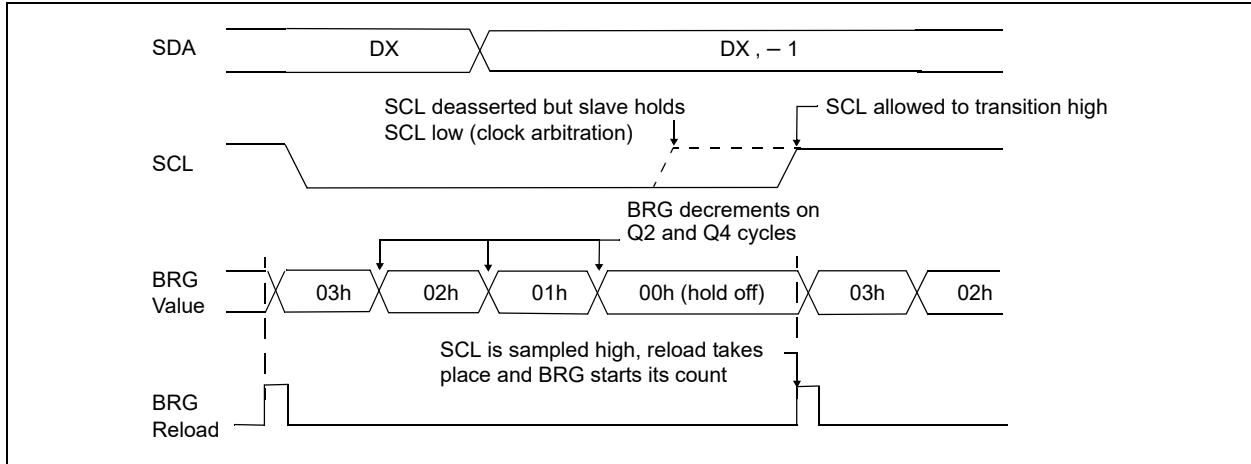 SDA
DX
DX , – 1
SCL deasserted but slave holds
SCL low (clock arbitration)
SCL allowed to transition high
SCL
BRG decrements on
Q2 and Q4 cycles
BRG
Value
03h
02h
01h
00h (hold off)
03h
02h
SCL is sampled high, reload takes
place and BRG starts its count
BRG
Reload